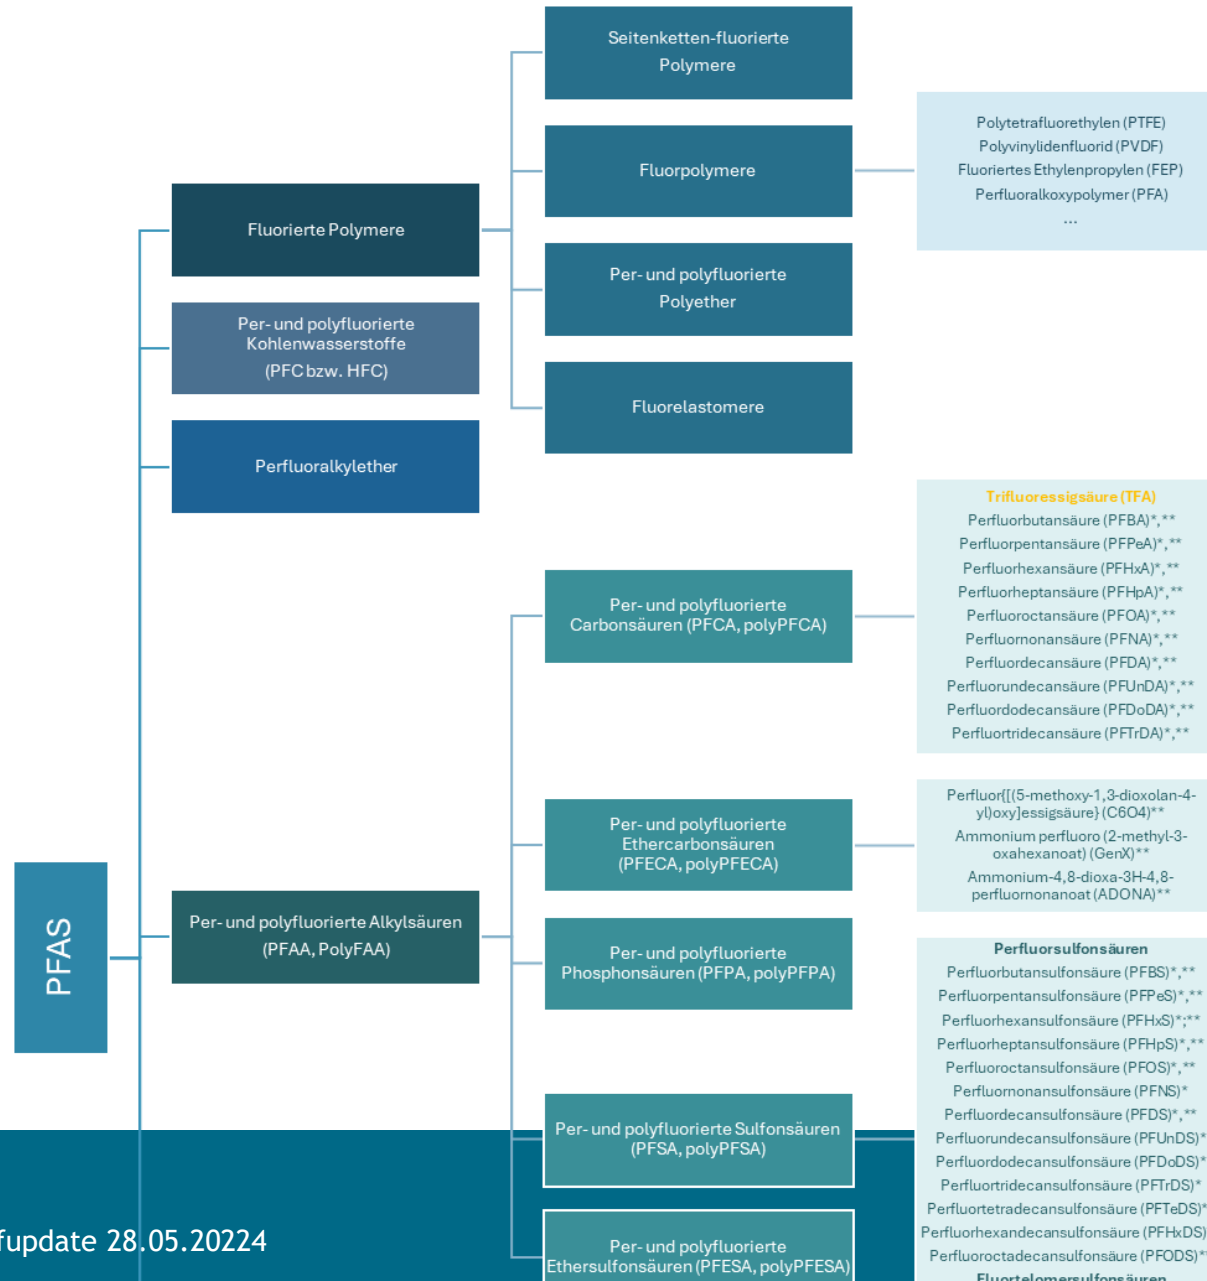 Seitenketten-fluorierte
Polymere
Fluorpolymere
Polytetrafluorethylen (PTFE)
Polyvinylidenfluorid (PVDF)
Fluoriertes Ethylenpropylen (FEP)
Perfluoralkoxypolymer (PFA)
...
Fluorierte Polymere
Per- und polyfluorierte
Polyether
Per- und polyfluorierte
Kohlenwasserstoffe
(PFC bzw. HFC)
Fluorelastomere
Perfluoralkylether
Per- und polyfluorierte
Carbonsäuren (PFCA, polyPFCA)
Trifluoressigsäure (TFA)
Perfluorbutansäure (PFBA)*,**
Perfluorpentansäure (PFPeA)*,**
Perfluorhexansäure (PFHxA)*,**
Perfluorheptansäure (PFHpA)*,**
Perfluoroctansäure (PFOA)*,**
Perfluornonansäure (PFNA)*,**
Perfluordecansäure (PFDA)*,**
Perfluorundecansäure (PFUnDA)*,**
Perfluordodecansäure (PFDoDA)*,**
Perfluortridecansäure (PFTrDA)*,**
Per- und polyfluorierte
Ethercarbonsäuren
(PFECA, polyPFECA)
Perfluor{[(5-methoxy-1,3-dioxolan-4-
yl)oxy]essigsäure} (C6O4)**
Ammonium perfluoro (2-methyl-3-
oxahexanoat) (GenX)**
Ammonium-4,8-dioxa-3H-4,8-
perfluornonanoat (ADONA)**
PFAS
Per- und polyfluorierte Alkylsäuren
(PFAA, PolyFAA)
Per- und polyfluorierte
Phosphonsäuren (PFPA, polyPFPA)
Per- und polyfluorierte Sulfonsäuren
(PFSA, polyPFSA)
Perfluorsulfonsäuren
Perfluorbutansulfonsäure (PFBS)*,**
Perfluorpentansulfonsäure (PFPeS)*,**
Perfluorhexansulfonsäure (PFHxS)*;**
Perfluorheptansulfonsäure (PFHpS)*,**
Perfluoroctansulfonsäure (PFOS)*,**
Perfluornonansulfonsäure (PFNS)*
Perfluordecansulfonsäure (PFDS)*,**
Perfluorundecansulfonsäure (PFUnDS)*
Perfluordodecansulfonsäure (PFDoDS)*
Perfluortridecansulfonsäure (PFTrDS)*
Perfluortetradecansulfonsäure (PFTeDS)*
Perfluorhexandecansulfonsäure (PFHxDS)
Perfluoroctadecansulfonsäure (PFODS)**
Fluortelomersulfonsäuren
Per- und polyfluorierte
Ethersulfonsäuren (PFESA, polyPFESA)
fupdate 28.05.20224